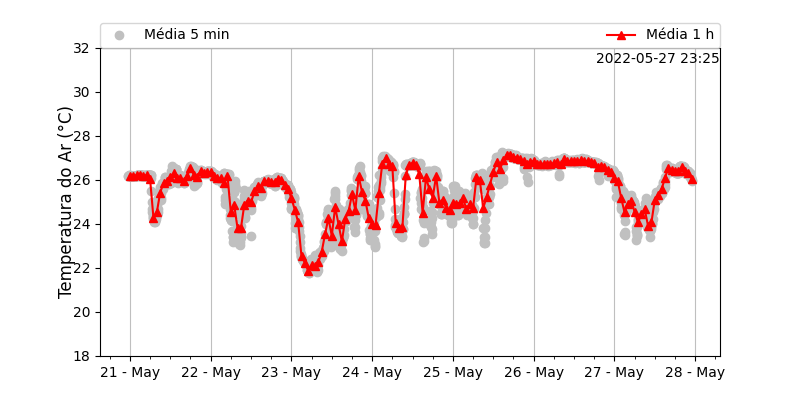 Média 5 min
Média 1 h
2022-05-27 23:25
Temperatura do Ar (°C)
32
30
28
26
24
22
20
18
21 - May
22 - May
23 - May
24 - May
25 - May
26 - May
27 - May
28 - May